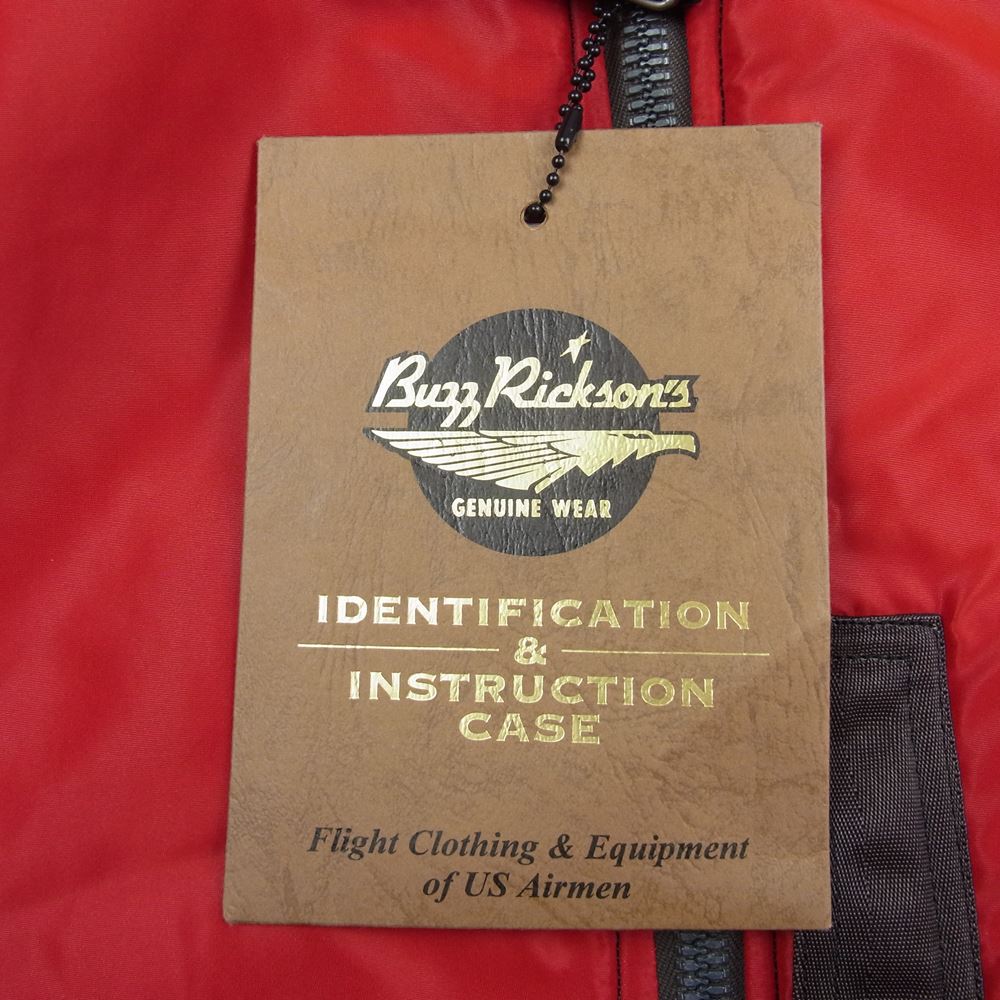 Buzz Rickson's
GENUINE WEAR
IDENTIFICATION
&
INSTRUCTION
CASE
Flight Clothing & Equipment
of US Airmen